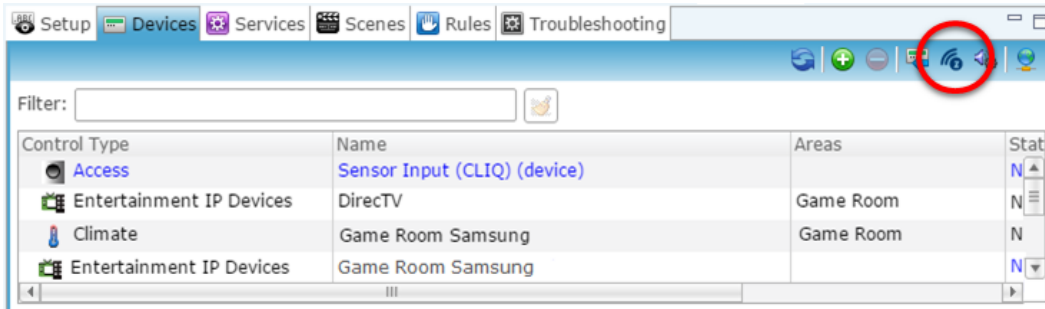 Setup Devices Services Scenes Rules Troubleshooting
Filter:
Control Type Name Areas Stat
Access Sensor Input (CLIQ) (device) N
Entertainment IP Devices DirecTV Game Room N
Climate Game Room Samsung Game Room N
Entertainment IP Devices Game Room Samsung N